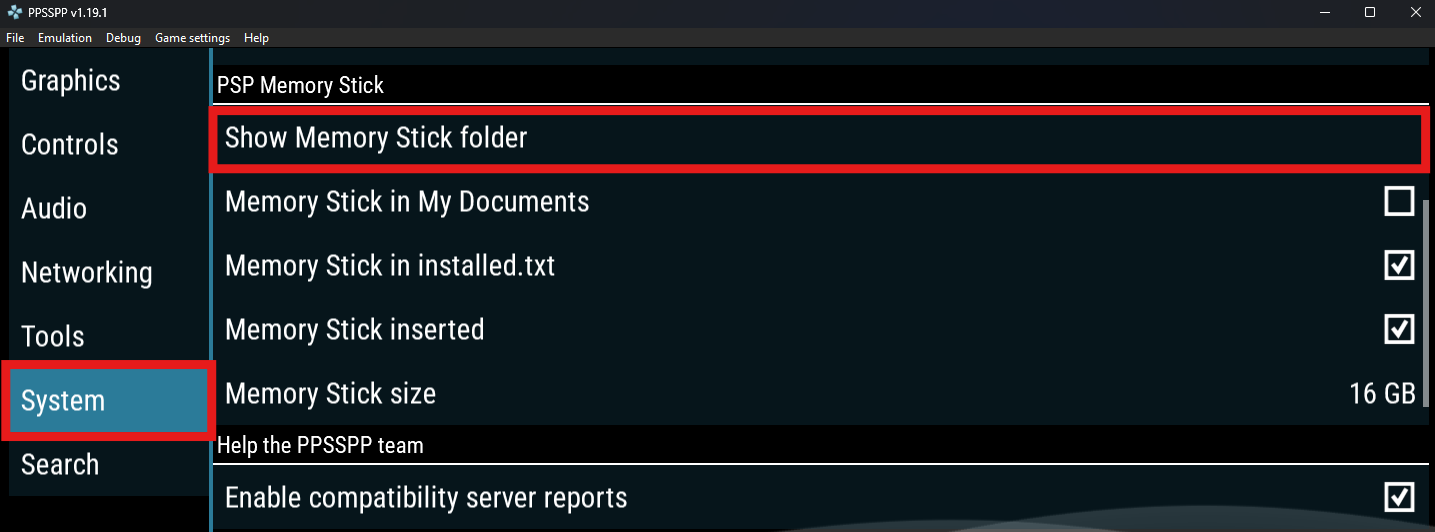 PPSSPP v1.19.1
File Emulation Debug Game settings Help
Graphics
Controls
Audio
Networking
Tools
System
Search
PSP Memory Stick
Show Memory Stick folder
Memory Stick in My Documents
Memory Stick in installed.txt
Memory Stick inserted
Memory Stick size 16 GB
Help the PPSSPP team
Enable compatibility server reports